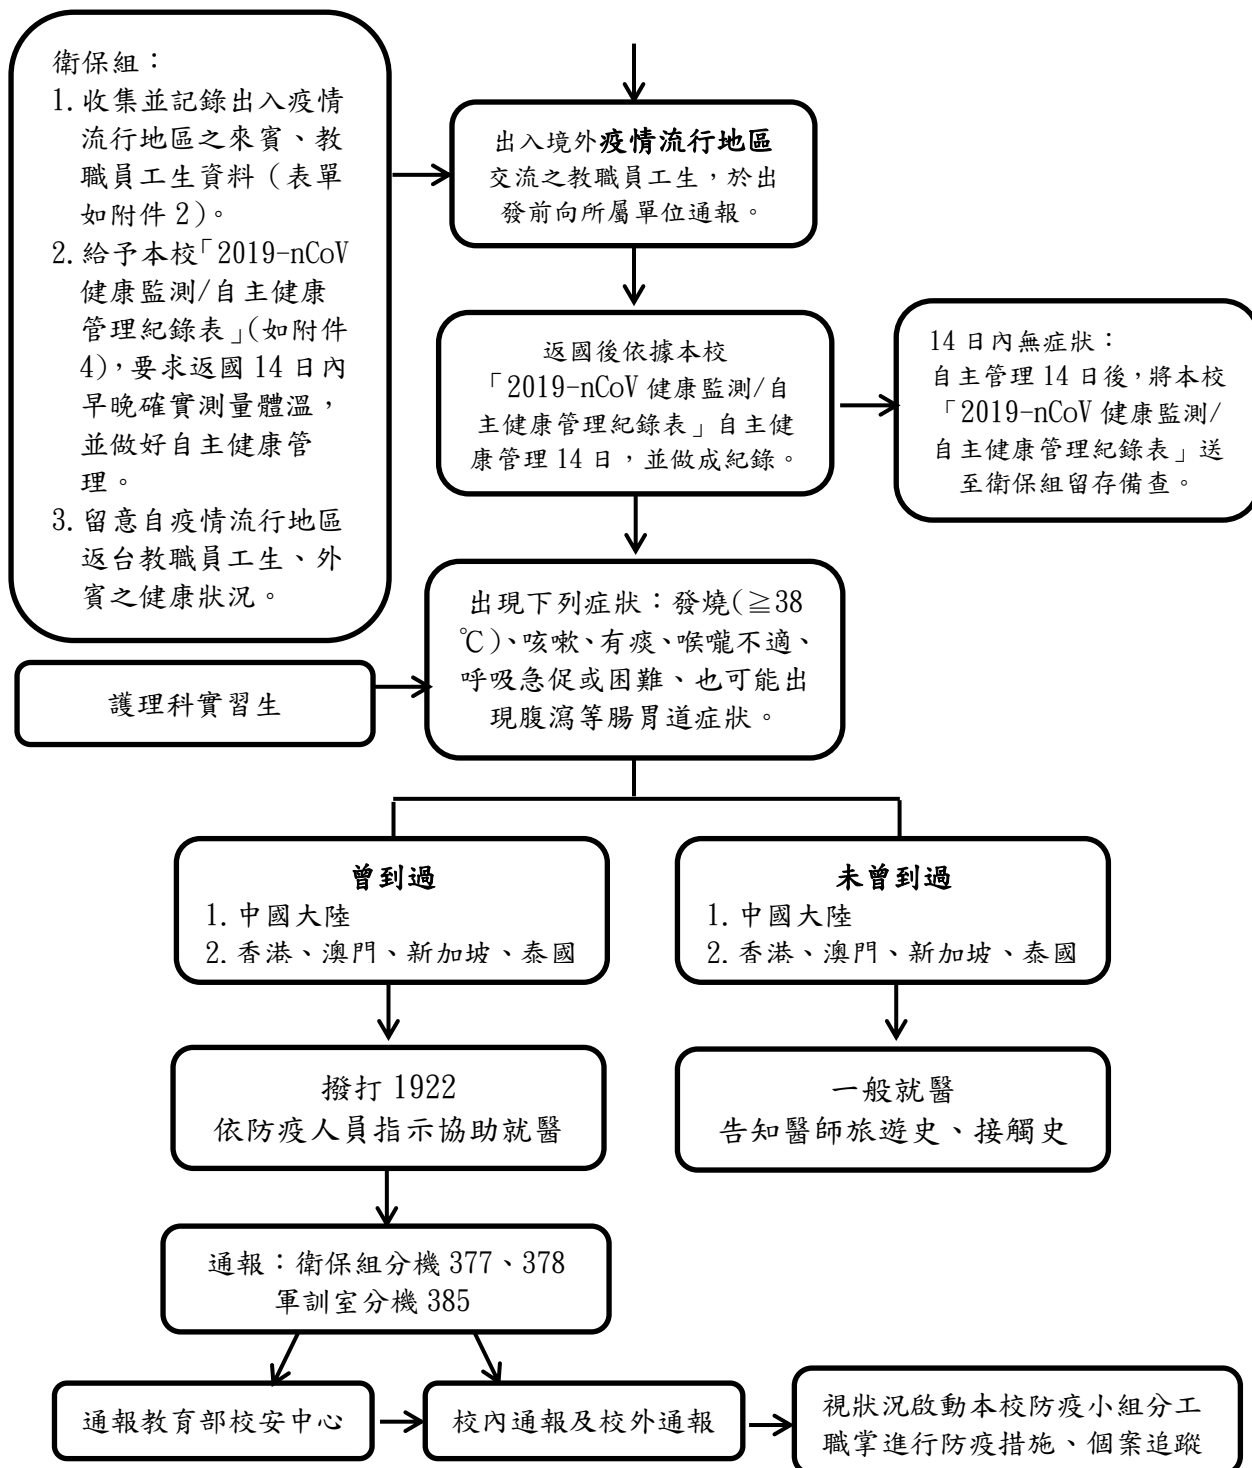 衛保組：
1. 收集並記錄出入疫情
流行地區之來賓、教
職員工生資料（表單
如附件 2）。
2. 給予本校「2019-nCoV
健康監測/自主健康
管理紀錄表」(如附件
4)，要求返國 14 日內
早晚確實測量體溫，
並做好自主健康管
理。
3. 留意自疫情流行地區
返台教職員工生、外
賓之健康狀況。
出入境外疫情流行地區
交流之教職員工生，於出
發前向所屬單位通報。
返國後依據本校
「2019-nCoV 健康監測/自
主健康管理紀錄表」自主健
康管理 14 日，並做成紀錄。
14 日內無症狀：
自主管理 14 日後，將本校
「2019-nCoV 健康監測/
自主健康管理紀錄表」送
至衛保組留存備查。
出現下列症狀：發燒(≧38
℃)、咳嗽、有痰、喉嚨不適、
呼吸急促或困難、也可能出
現腹瀉等腸胃道症狀。
護理科實習生
曾到過
1. 中國大陸
2. 香港、澳門、新加坡、泰國
未曾到過
1. 中國大陸
2. 香港、澳門、新加坡、泰國
撥打 1922
依防疫人員指示協助就醫
一般就醫
告知醫師旅遊史、接觸史
通報：衛保組分機 377、378
軍訓室分機 385
通報教育部校安中心
校內通報及校外通報
視狀況啟動本校防疫小組分工
職掌進行防疫措施、個案追蹤